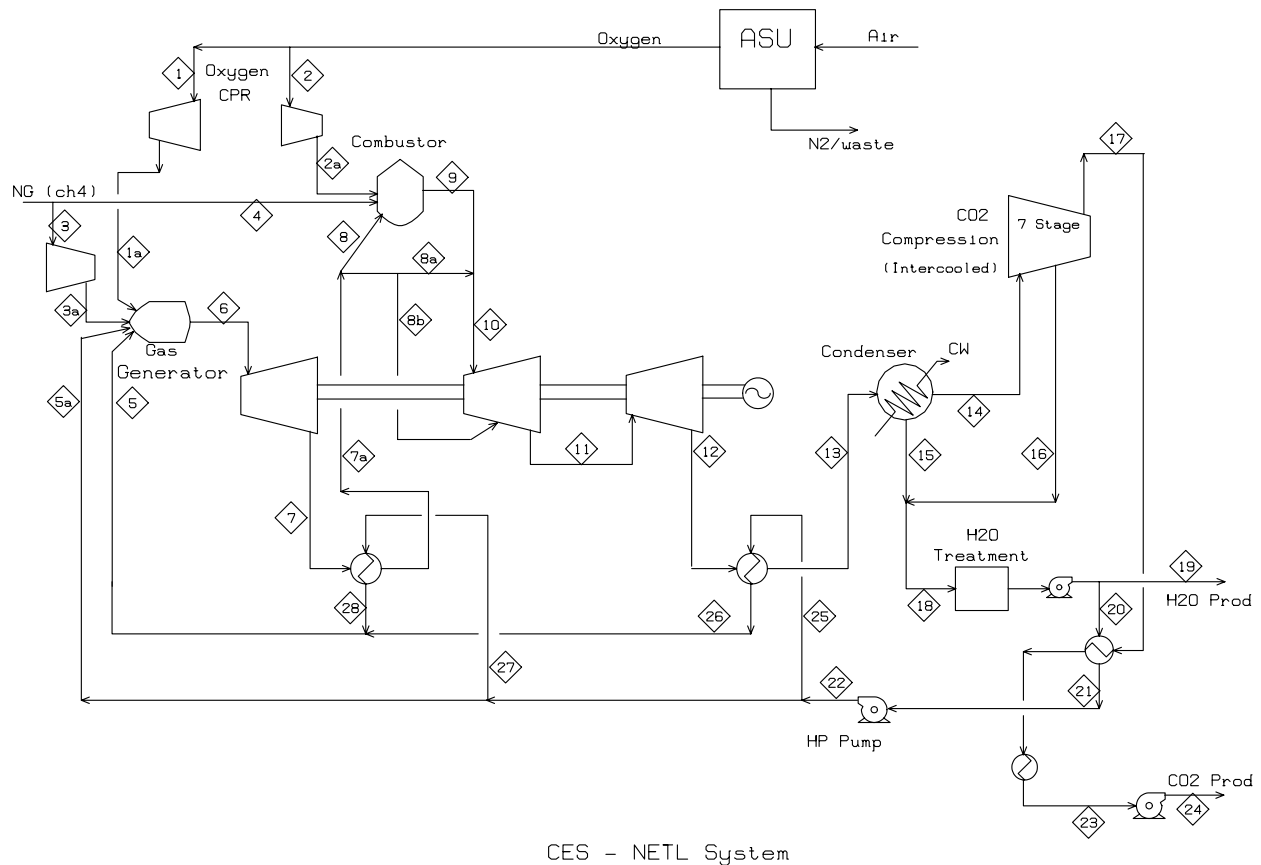 ASU
Oxygen
Air
1
Oxygen
CPR
2
N2/waste
17
Combustor
2a
9
NG (ch4)
4
3
8
CO2
Compression
(Intercooled)
7 Stage
1a
8a
3a
6
8b
10
Gas
Generator
Condenser
CW
5a
5
14
7a
11
12
13
15
16
7
H2O
Treatment
19
H2O Prod
28
26
25
18
20
27
22
21
HP Pump
CO2 Prod
23
24
CES - NETL System